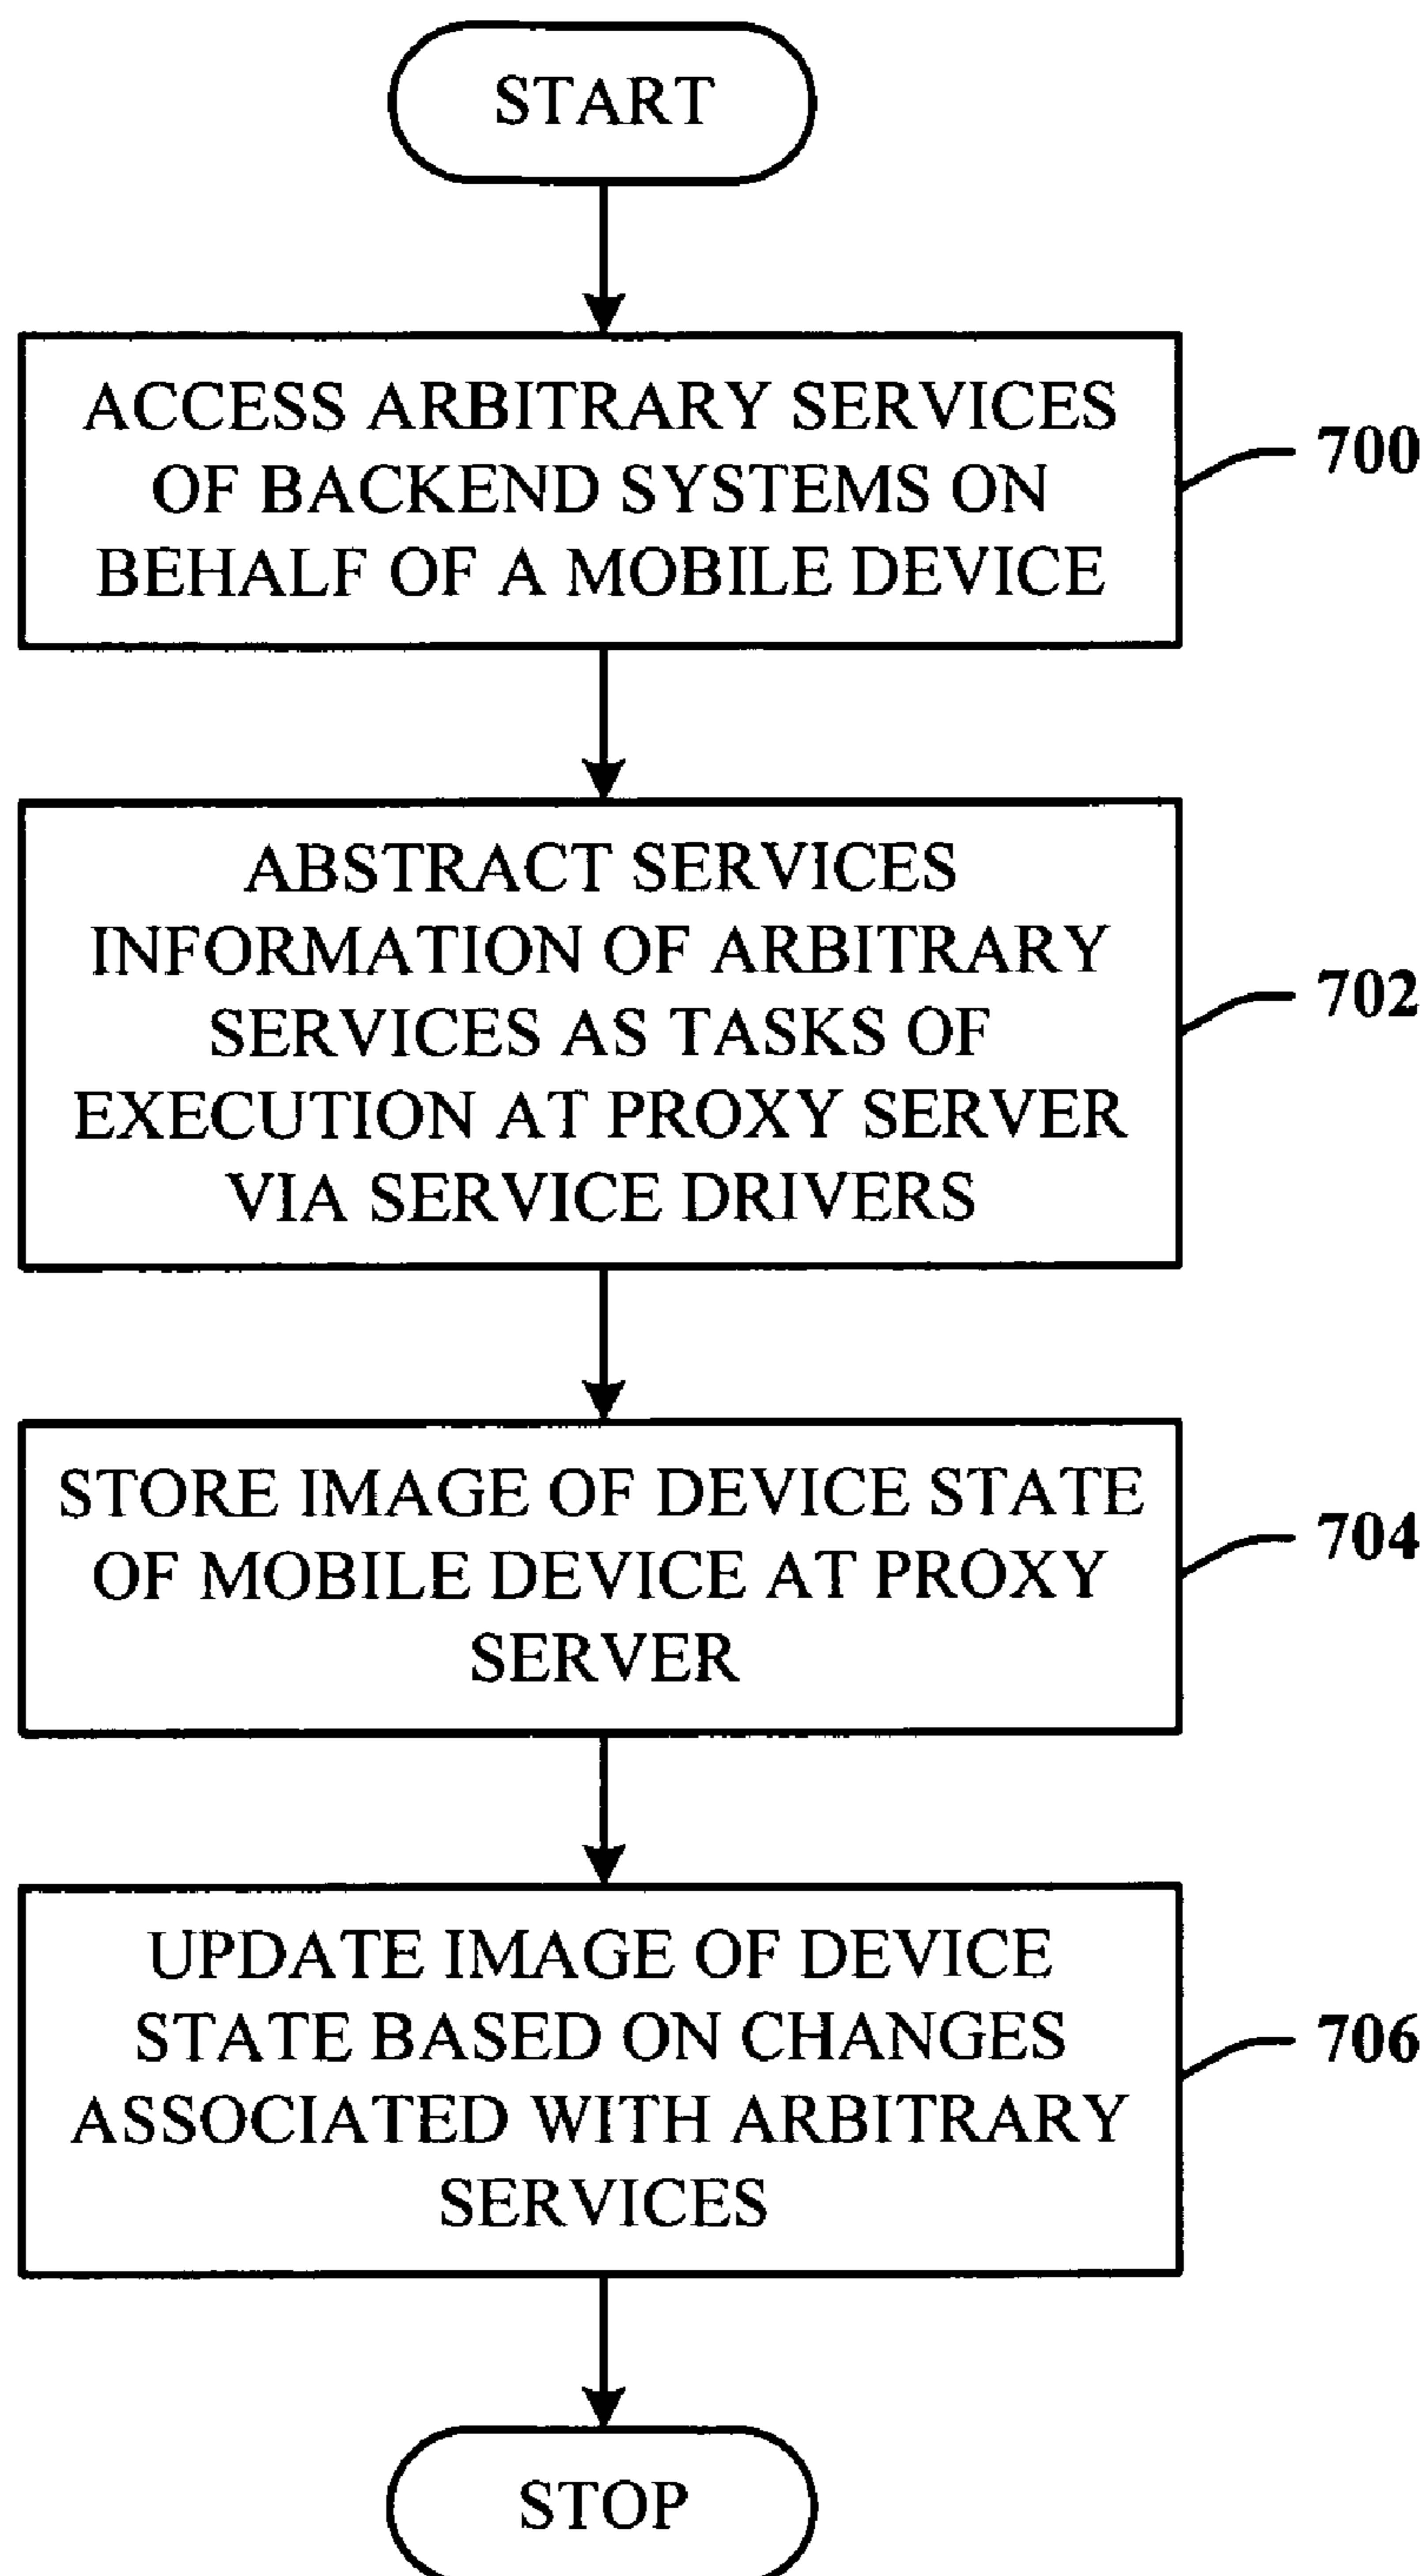 START
ACCESS ARBITRARY SERVICES
OF BACKEND SYSTEMS ON
BEHALF OF A MOBILE DEVICE
700
ABSTRACT SERVICES
INFORMATION OF ARBITRARY
SERVICES AS TASKS OF
EXECUTION AT PROXY SERVER
VIA SERVICE DRIVERS
702
STORE IMAGE OF DEVICE STATE
OF MOBILE DEVICE AT PROXY
SERVER
704
UPDATE IMAGE OF DEVICE
STATE BASED ON CHANGES
ASSOCIATED WITH ARBITRARY
SERVICES
706
STOP